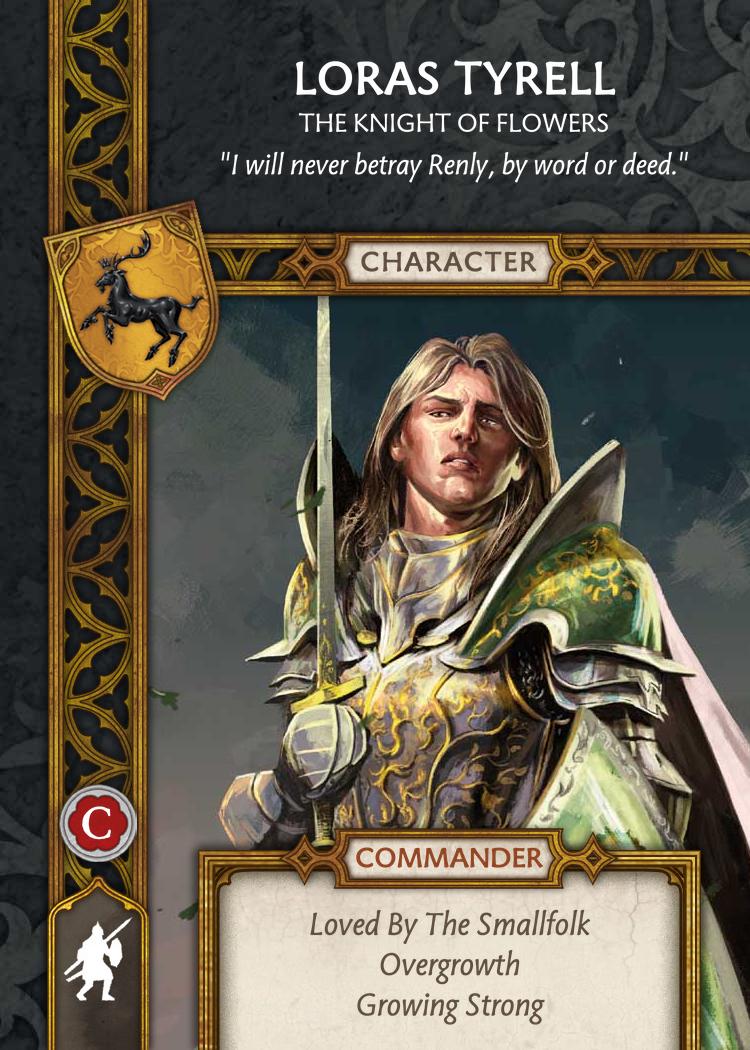 LORAS TYRELL
THE KNIGHT OF FLOWERS
"I will never betray Renly, by word or deed."
CHARACTER
C
COMMANDER
Loved By The Smallfolk
Overgrowth
Growing Strong